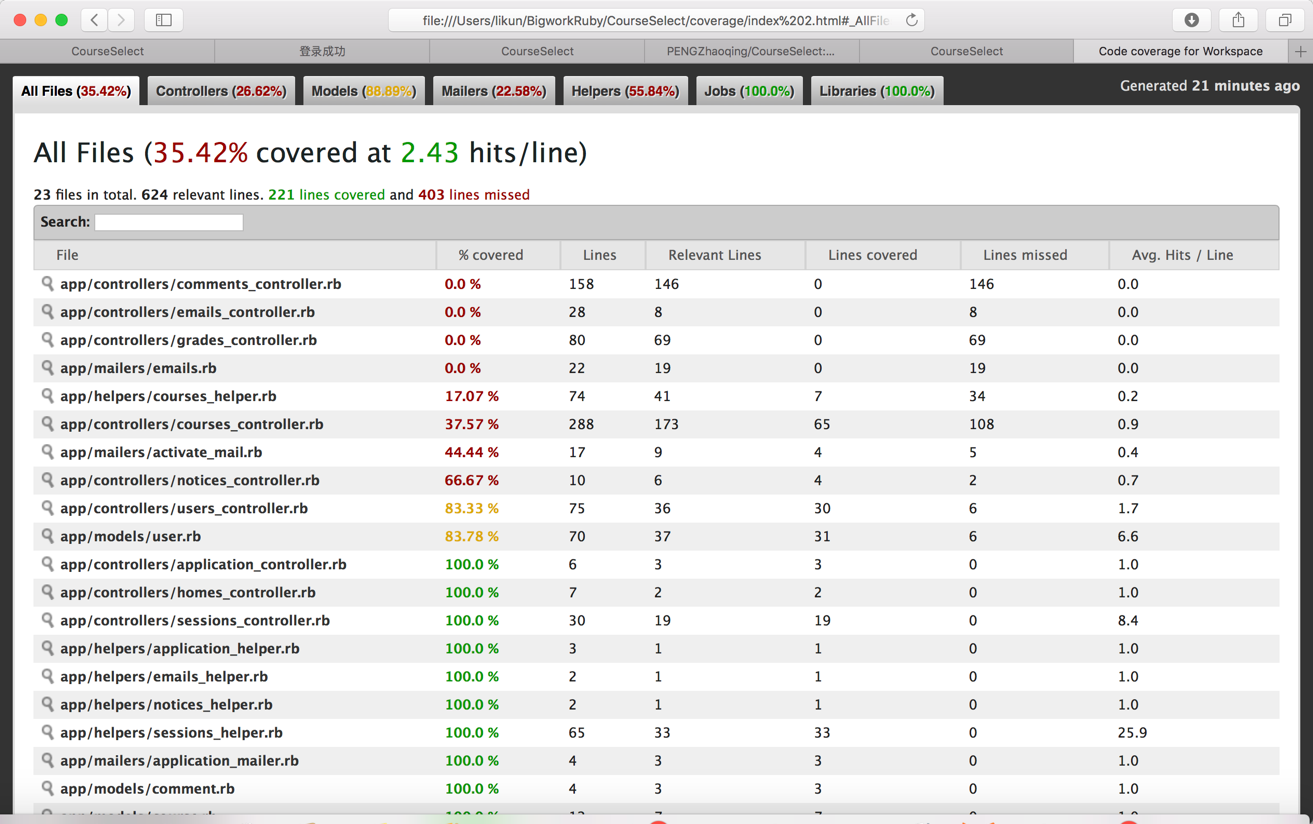 file:///Users/likun/BigworkRuby/CourseSelect/coverage/index%202.html#_AllFile
CourseSelect 登录成功 CourseSelect PENGZhaoqing/CourseSelect:... CourseSelect Code coverage for Workspace
All Files (35.42%) Controllers (26.62%) Models (88.89%) Mailers (22.58%) Helpers (55.84%) Jobs (100.0%) Libraries (100.0%) Generated 21 minutes ago
All Files (35.42% covered at 2.43 hits/line)
23 files in total. 624 relevant lines. 221 lines covered and 403 lines missed
Search:
File % covered Lines Relevant Lines Lines covered Lines missed Avg. Hits / Line
app/controllers/comments_controller.rb 0.0 % 158 146 0 146 0.0
app/controllers/emails_controller.rb 0.0 % 28 8 0 8 0.0
app/controllers/grades_controller.rb 0.0 % 80 69 0 69 0.0
app/mailers/emails.rb 0.0 % 22 19 0 19 0.0
app/helpers/courses_helper.rb 17.07 % 74 41 7 34 0.2
app/controllers/courses_controller.rb 37.57 % 288 173 65 108 0.9
app/mailers/activate_mail.rb 44.44 % 17 9 4 5 0.4
app/controllers/notices_controller.rb 66.67 % 10 6 4 2 0.7
app/controllers/users_controller.rb 83.33 % 75 36 30 6 1.7
app/models/user.rb 83.78 % 70 37 31 6 6.6
app/controllers/application_controller.rb 100.0 % 6 3 3 0 1.0
app/controllers/homes_controller.rb 100.0 % 7 2 2 0 1.0
app/controllers/sessions_controller.rb 100.0 % 30 19 19 0 8.4
app/helpers/application_helper.rb 100.0 % 3 1 1 0 1.0
app/helpers/emails_helper.rb 100.0 % 2 1 1 0 1.0
app/helpers/notices_helper.rb 100.0 % 2 1 1 0 1.0
app/helpers/sessions_helper.rb 100.0 % 65 33 33 0 25.9
app/mailers/application_mailer.rb 100.0 % 4 3 3 0 1.0
app/models/comment.rb 100.0 % 4 3 3 0 1.0